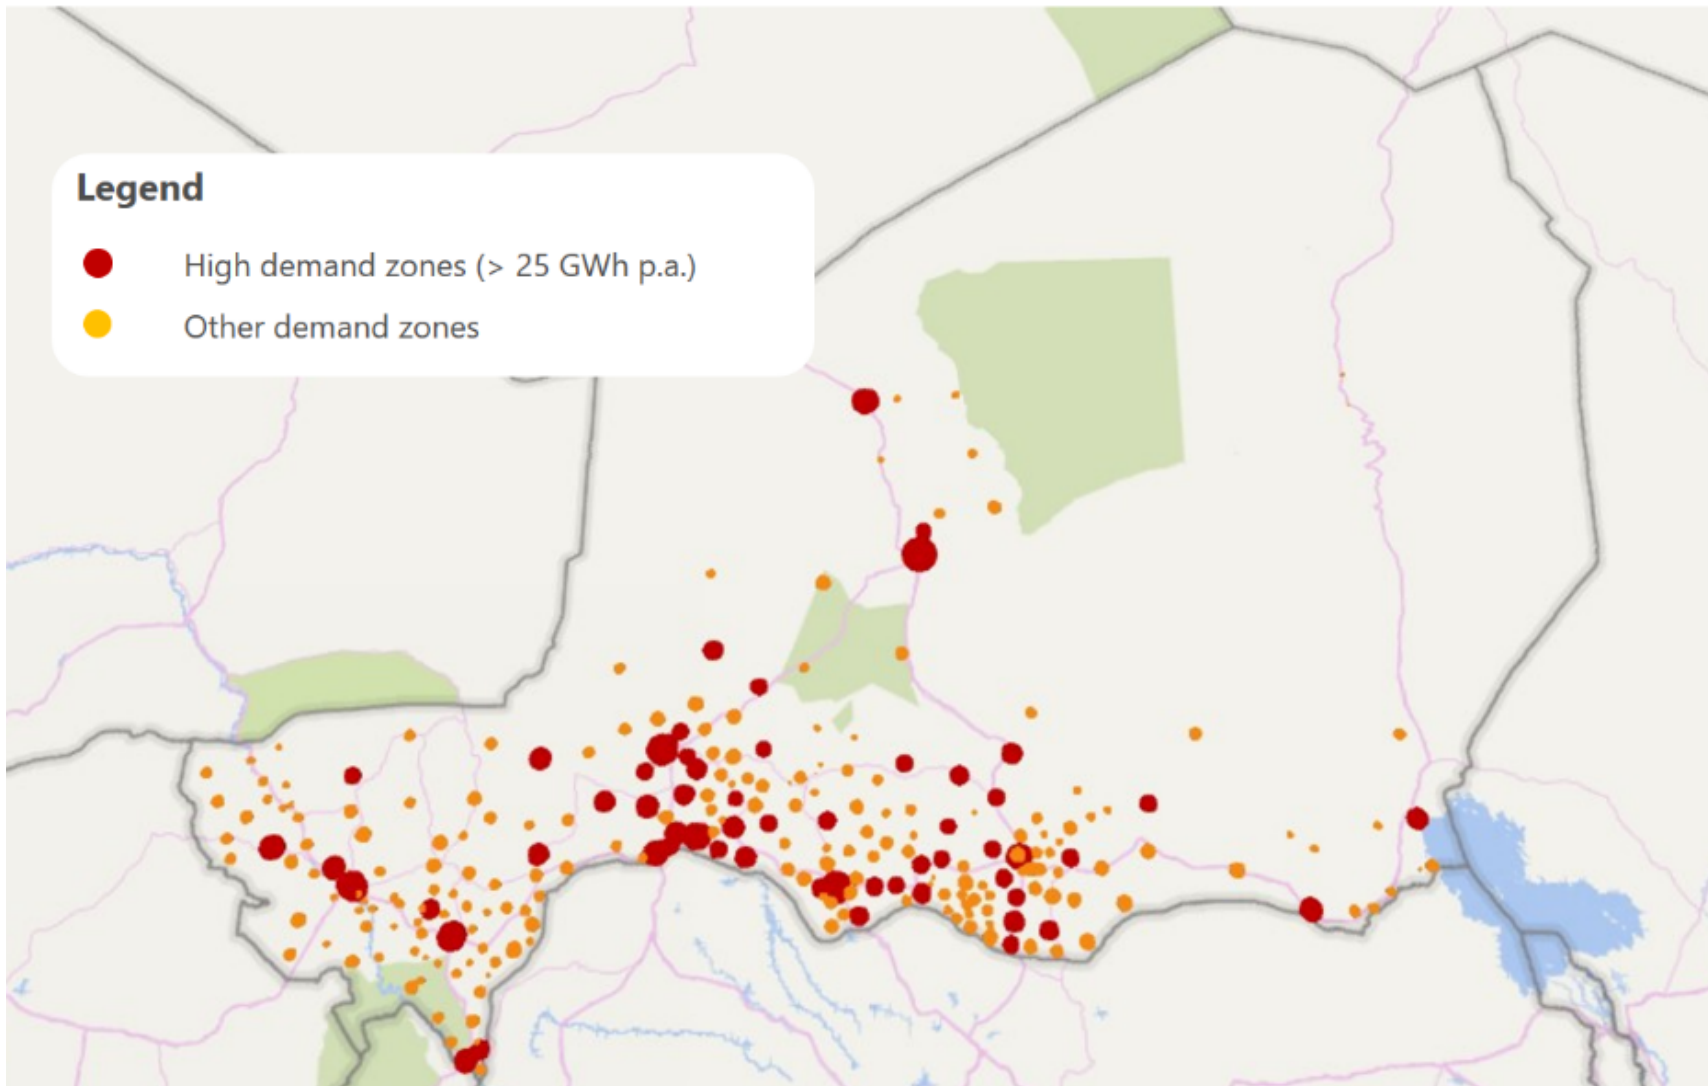 Legend
High demand zones (> 25 GWh p.a.)
Other demand zones